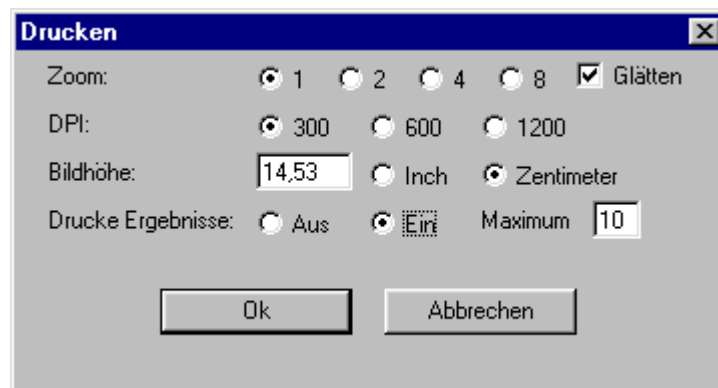 Drucken
Zoom: 1 2 4 8 Glätten
DPI: 300 600 1200
Bildhöhe: 14,53 Inch Zentimeter
Drucke Ergebnisse: Aus Ein Maximum 10
Ok Abbrechen